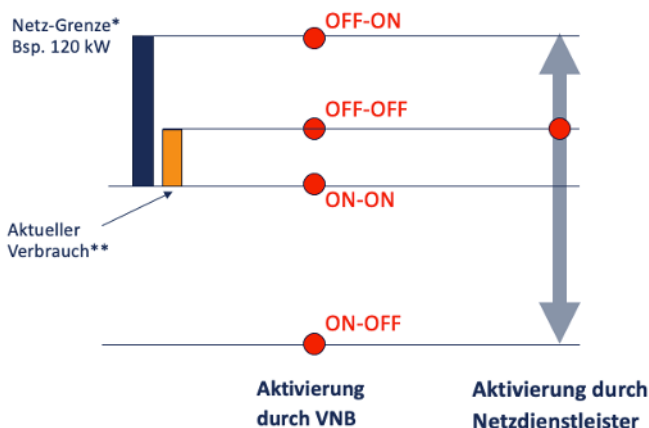 Netz-Grenze*
Bsp. 120 kW
OFF-ON
OFF-OFF
ON-ON
Aktueller
Verbrauch**
ON-OFF
Aktivierung
durch VNB
Aktivierung durch
Netzdienstleister